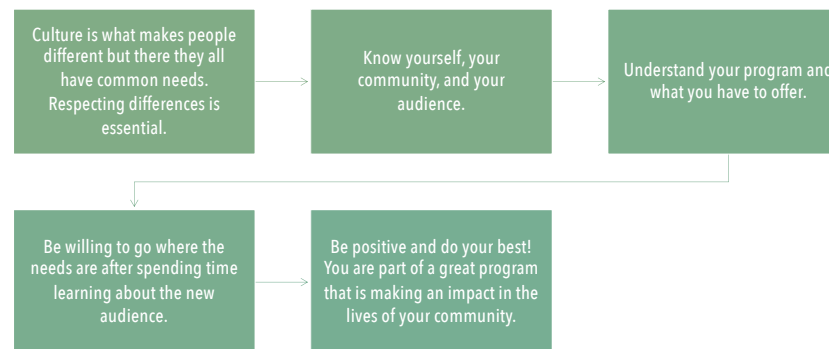 Culture is what makes people
different but there they all
have common needs.
Respecting differences is
essential.
Know yourself, your
community, and your
audience.
Understand your program and
what you have to offer.
Be willing to go where the
needs are after spending time
learning about the new
audience.
Be positive and do your best!
You are part of a great program
that is making an impact in the
lives of your community.